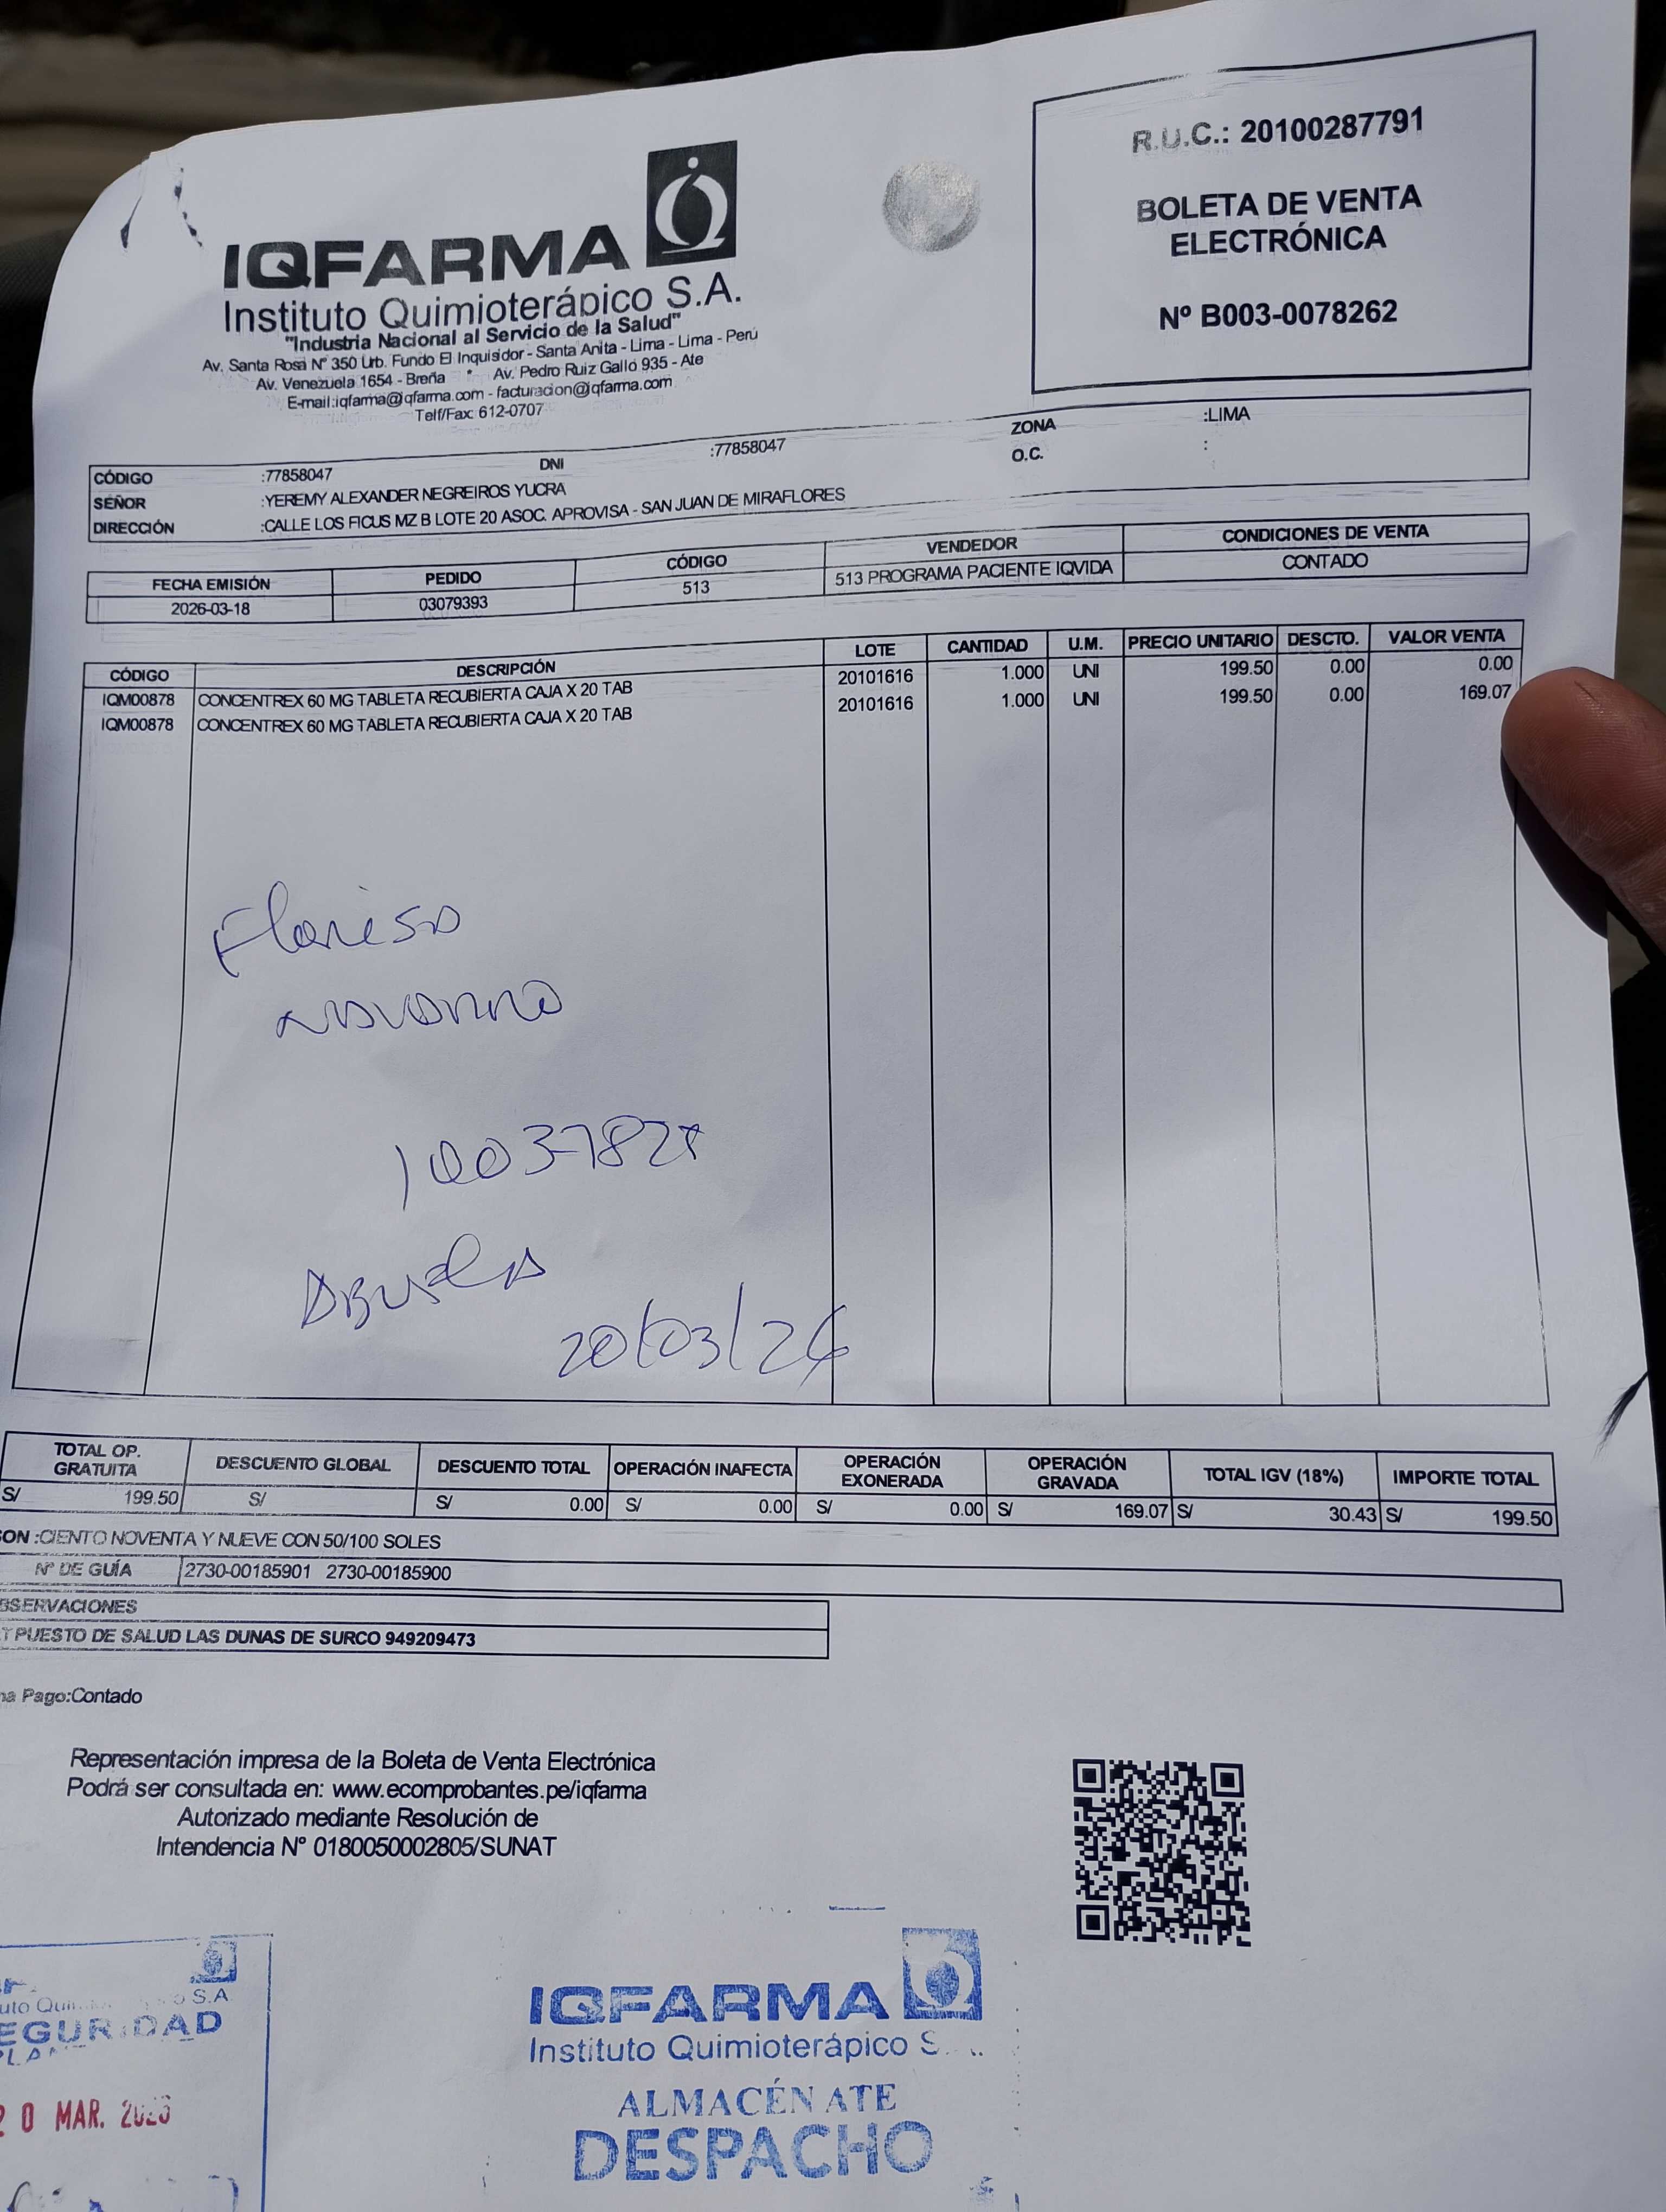 IQFARMA
Instituto Quimioterápico S.A.
"Industria Nacional al Servicio de la Salud"
Av. Santa Rosa Nº 350 Urb. Fundo El Inquisidor - Santa Anita - Lima - Lima - Perú
Av. Venezuela 1654 - Breña * Av. Pedro Ruiz Gallo 935 - Ate
E-mail:iqfarma@iqfarma.com - facturacion@iqfarma.com
Telf/Fax: 612-0707
R.U.C.: 20100287791
BOLETA DE VENTA
ELECTRÓNICA
Nº B003-0078262
CÓDIGO :77858047 DNI :77858047 ZONA :LIMA
SEÑOR :YEREMY ALEXANDER NEGREIROS YUCRA O.C. :
DIRECCIÓN :CALLE LOS FICUS MZ B LOTE 20 ASOC. APROVISA - SAN JUAN DE MIRAFLORES
FECHA EMISIÓN PEDIDO CÓDIGO VENDEDOR CONDICIONES DE VENTA
2026-03-18 03079393 513 513 PROGRAMA PACIENTE IQVIDA CONTADO
CÓDIGO DESCRIPCIÓN LOTE CANTIDAD U.M. PRECIO UNITARIO DESCTO. VALOR VENTA
IQM00878 CONCENTREX 60 MG TABLETA RECUBIERTA CAJA X 20 TAB 20101616 1.000 UNI 199.50 0.00 0.00
IQM00878 CONCENTREX 60 MG TABLETA RECUBIERTA CAJA X 20 TAB 20101616 1.000 UNI 199.50 0.00 169.07
20/03/26
TOTAL OP. GRATUITA DESCUENTO GLOBAL DESCUENTO TOTAL OPERACIÓN INAFECTA OPERACIÓN EXONERADA OPERACIÓN GRAVADA TOTAL IGV (18%) IMPORTE TOTAL
S/ 199.50 S/ S/ 0.00 S/ 0.00 S/ 0.00 S/ 169.07 S/ 30.43 S/ 199.50
SON :CIENTO NOVENTA Y NUEVE CON 50/100 SOLES
Nº DE GUÍA 2730-00185901 2730-00185900
BSERVACIONES
PUESTO DE SALUD LAS DUNAS DE SURCO 949209473
Pago:Contado
Representación impresa de la Boleta de Venta Electrónica
Podrá ser consultada en: www.ecomprobantes.pe/iqfarma
Autorizado mediante Resolución de
Intendencia Nº 0180050002805/SUNAT
S.A
EGURIDAD
0 MAR.
IQFARMA
Instituto Quimioterápico S
ALMACÉN ATE
DESPACHO